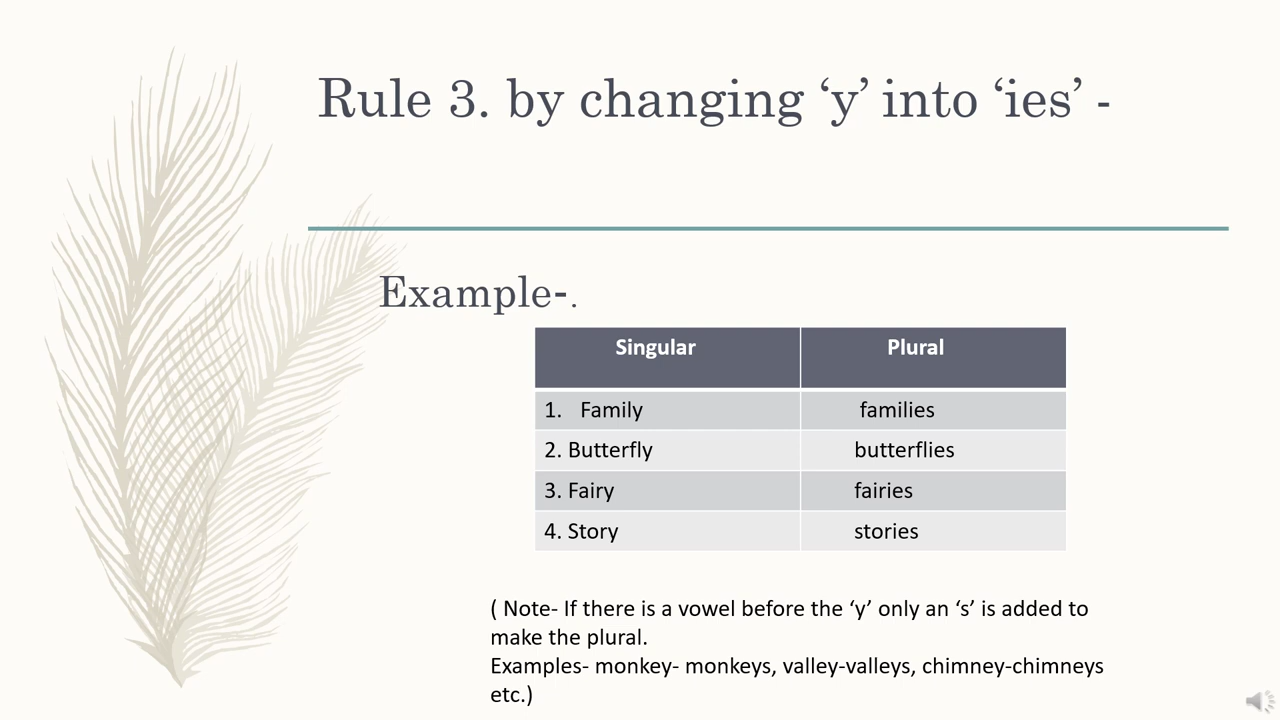 Rule 3. by changing ‘y’ into ‘ies’ -
Example-.
Singular Plural
1. Family families
2. Butterfly butterflies
3. Fairy fairies
4. Story stories
( Note- If there is a vowel before the ‘y’ only an ‘s’ is added to
make the plural.
Examples- monkey- monkeys, valley-valleys, chimney-chimneys
etc.)